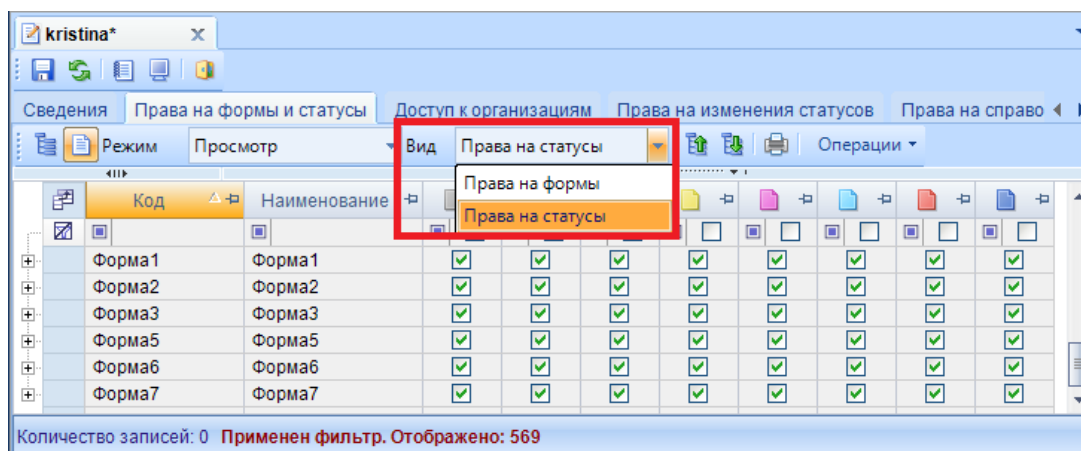 kristina*
Сведения Права на формы и статусы Доступ к организациям Права на изменения статусов Права на справо
Режим Просмотр Вид Права на статусы Операции
Права на формы
Код Наименование
Права на статусы
Форма1 Форма1
Форма2 Форма2
Форма3 Форма3
Форма5 Форма5
Форма6 Форма6
Форма7 Форма7
Количество записей: 0 Применен фильтр. Отображено: 569